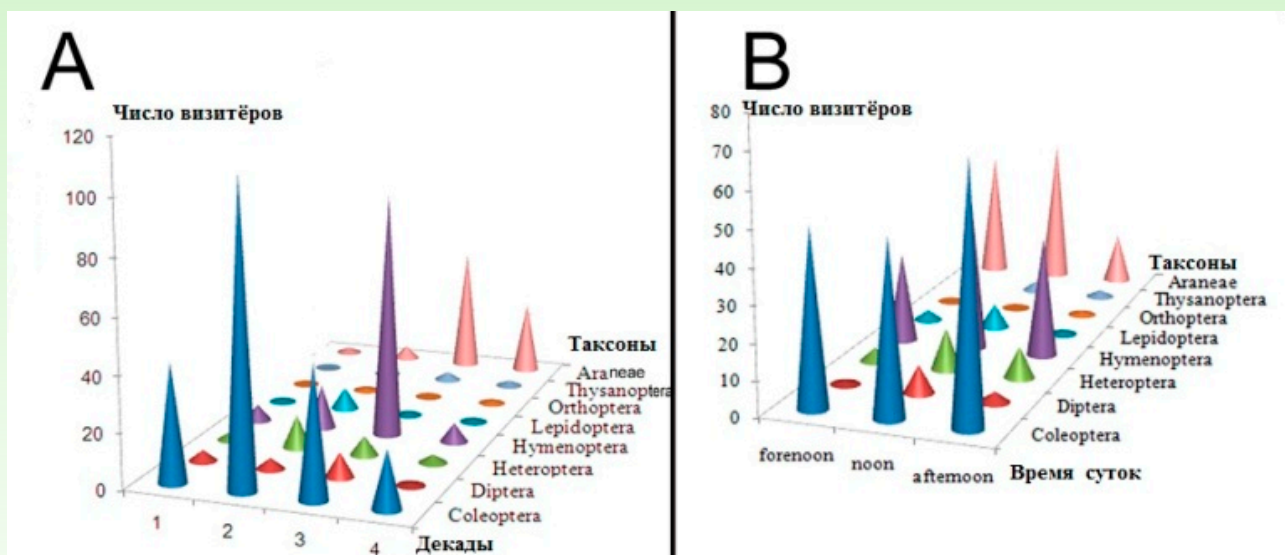 A
Число визитёров
120
100
80
60
40
20
0
1
2
3
4
Декады
Таксоны
Araneae
Thysanoptera
Orthoptera
Lepidoptera
Hymenoptera
Heteroptera
Diptera
Coleoptera
B
Число визитёров
80
70
60
50
40
30
20
10
0
forenoon
noon
afternoon
Время суток
Таксоны
Araneae
Thysanoptera
Orthoptera
Lepidoptera
Hymenoptera
Heteroptera
Diptera
Coleoptera